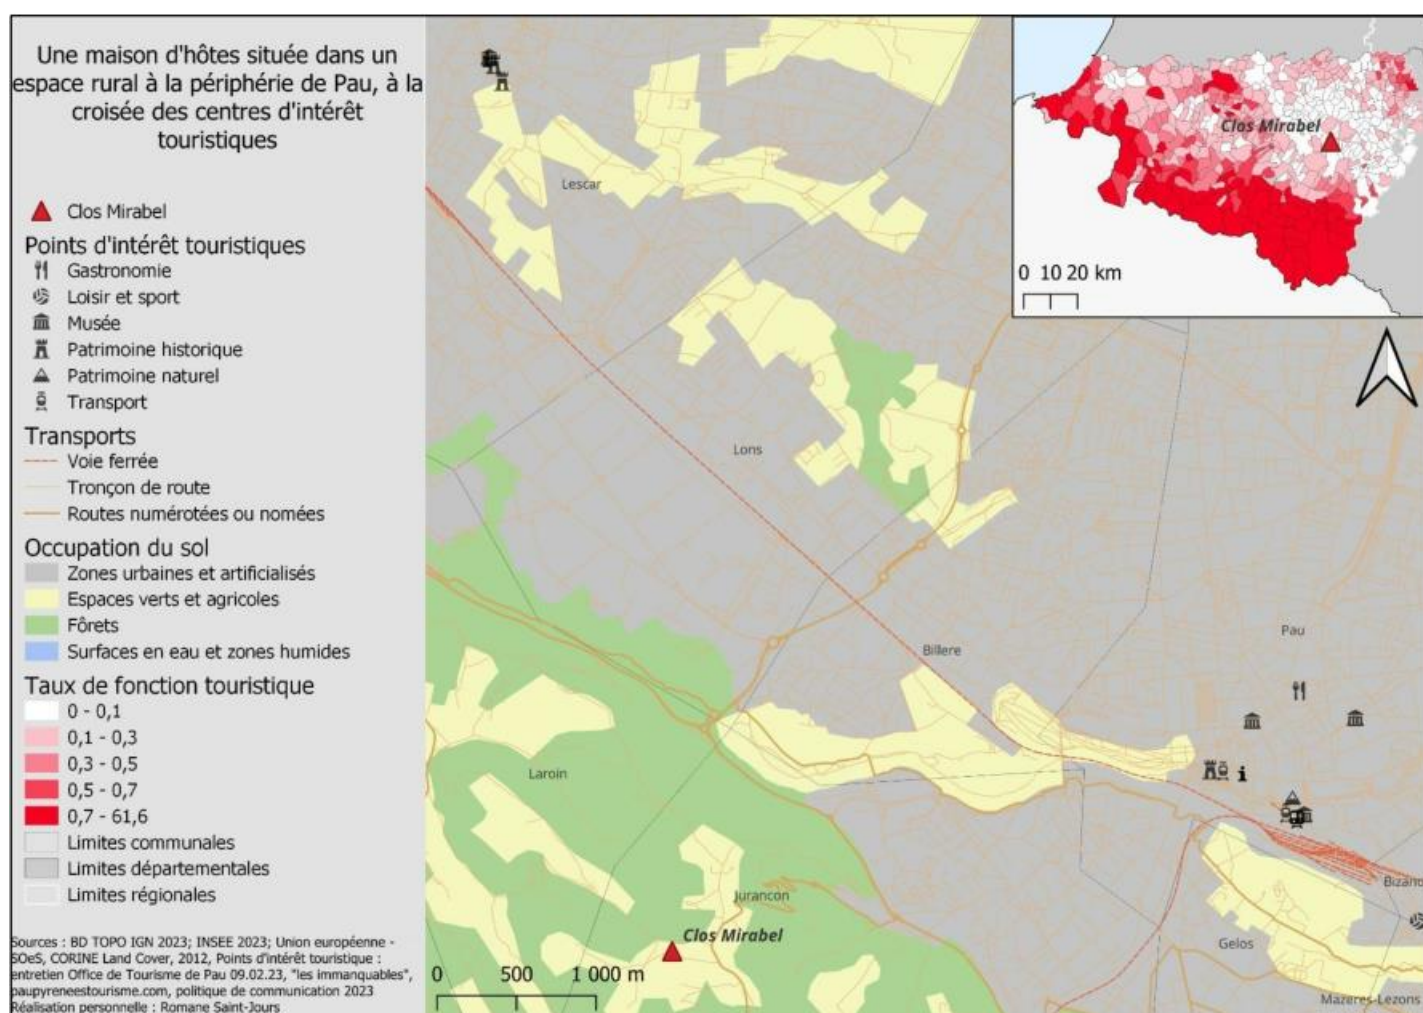 Une maison d'hôtes située dans un
espace rural à la périphérie de Pau, à la
croisée des centres d'intérêt
touristiques
Clos Mirabel
Points d'intérêt touristiques
Gastronomie
Loisir et sport
Musée
Patrimoine historique
Patrimoine naturel
Transport
Transports
Voie ferrée
Tronçon de route
Routes numérotées ou nomées
Occupation du sol
Zones urbaines et artificialisés
Espaces verts et agricoles
Fôrets
Surfaces en eau et zones humides
Taux de fonction touristique
0 - 0,1
0,1 - 0,3
0,3 - 0,5
0,5 - 0,7
0,7 - 61,6
Limites communales
Limites départementales
Limites régionales
Sources : BD TOPO IGN 2023; INSEE 2023; Union européenne -
SOeS, CORINE Land Cover, 2012, Points d'intérêt touristique :
entretien Office de Tourisme de Pau 09.02.23, "les immanquables",
paupyreneestourisme.com, politique de communication 2023
Réalisation personnelle : Romane Saint-Jours
Clos Mirabel
0 10 20 km
Lescar
Lons
Pau
Billere
Laroin
Jurancon
Bizano
Clos Mirabel
Gelos
0 500 1 000 m
Mazeres-Lezons